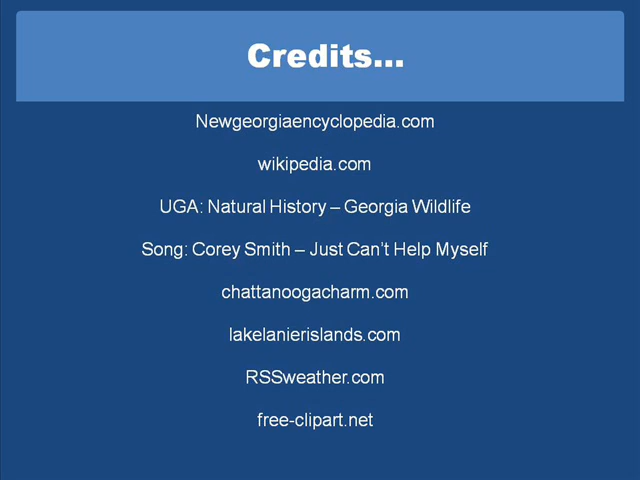 Credits...
Newgeorgiaencyclopedia.com
wikipedia.com
UGA: Natural History – Georgia Wildlife
Song: Corey Smith – Just Can't Help Myself
chattanoogacharm.com
lakelanierislands.com
RSSweather.com
free-clipart.net